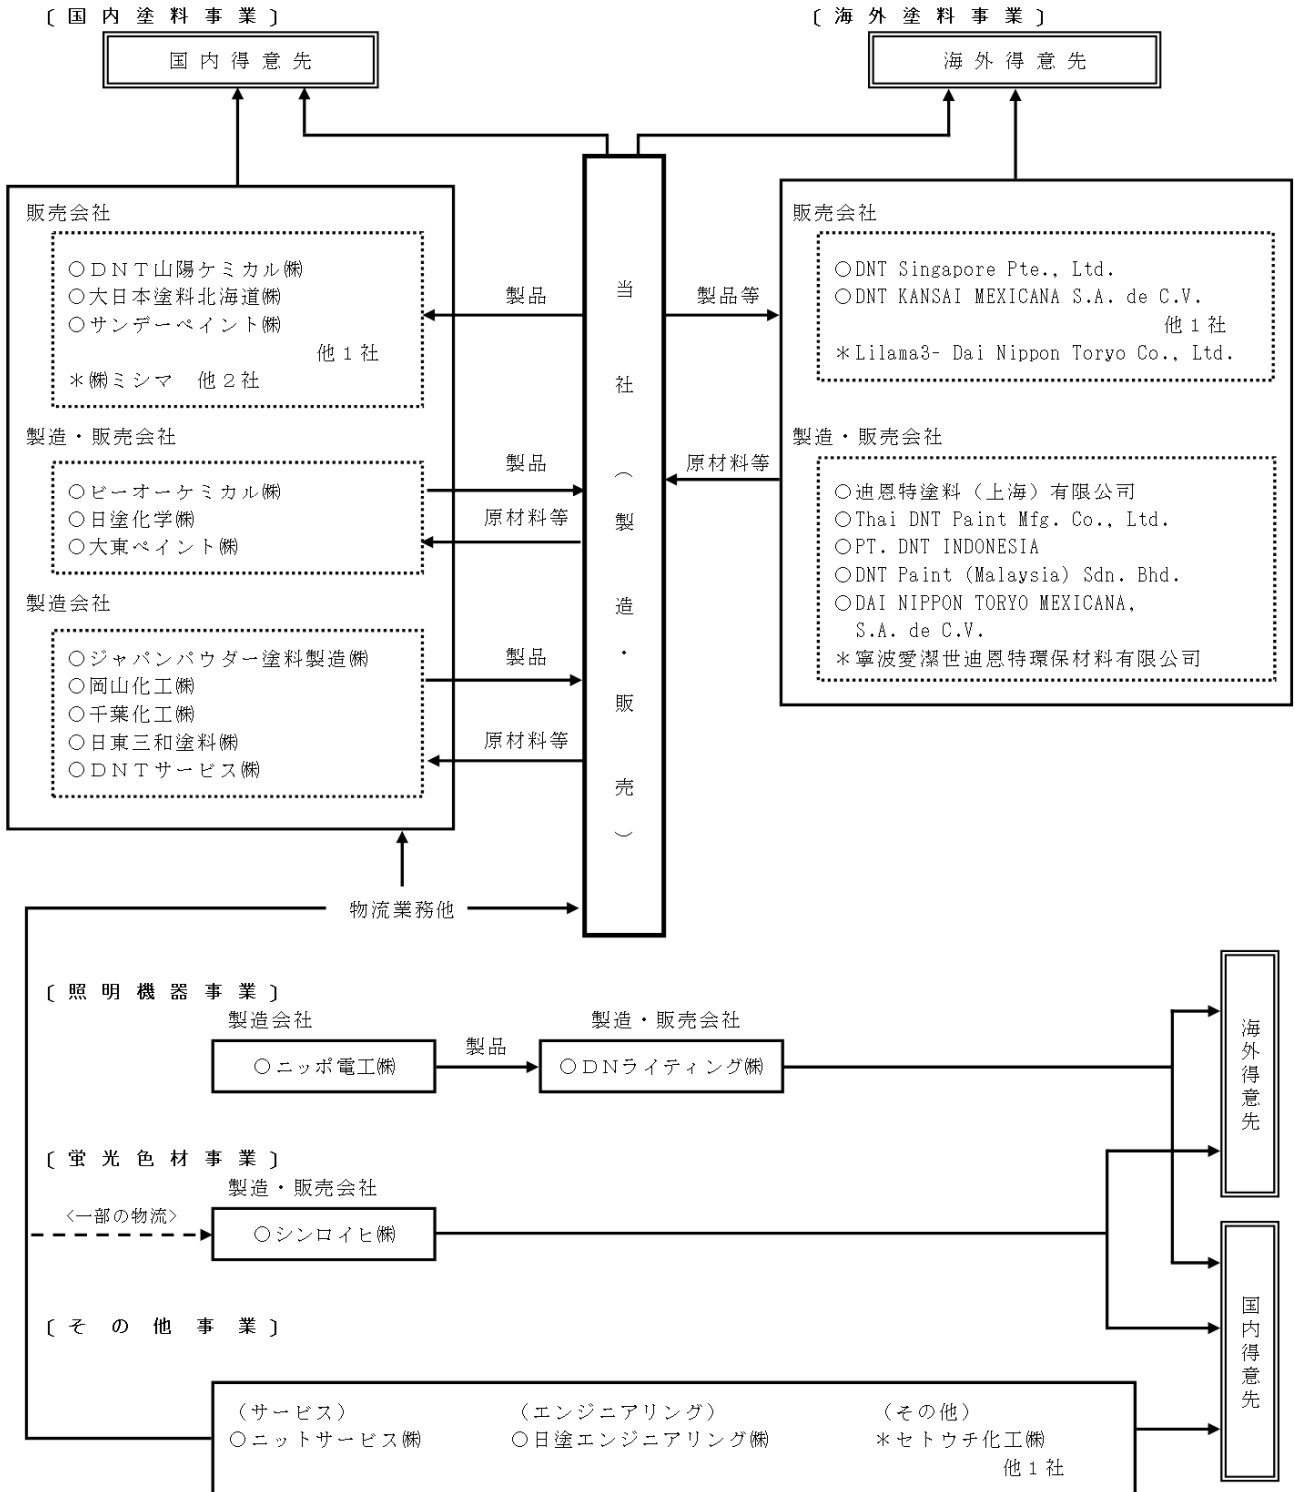 〔国内塗料事業〕
国内得意先
〔海外塗料事業〕
海外得意先
販売会社
○ＤＮＴ山陽ケミカル㈱
○大日本塗料北海道㈱
○サンデーペイント㈱
他１社
＊㈱ミシマ　他２社
製造・販売会社
○ビーオーケミカル㈱
○日塗化学㈱
○大東ペイント㈱
製造会社
○ジャパンパウダー塗料製造㈱
○岡山化工㈱
○千葉化工㈱
○日東三和塗料㈱
○ＤＮＴサービス㈱
製品
製品
原材料等
製品
原材料等
当社（製造・販売）
製品等
原材料等
販売会社
○DNT Singapore Pte., Ltd.
○DNT KANSAI MEXICANA S.A. de C.V.
他１社
＊Lilama3- Dai Nippon Toryo Co., Ltd.
製造・販売会社
○迪恩特塗料（上海）有限公司
○Thai DNT Paint Mfg. Co., Ltd.
○PT. DNT INDONESIA
○DNT Paint (Malaysia) Sdn. Bhd.
○DAI NIPPON TORYO MEXICANA,
S.A. de C.V.
＊寧波愛潔世迪恩特環保材料有限公司
物流業務他
〔照明機器事業〕
製造会社
○ニッポ電工㈱
製品
製造・販売会社
○ＤＮライティング㈱
海外得意先
〔蛍光色材事業〕
製造・販売会社
<一部の物流>
○シンロイヒ㈱
国内得意先
〔その他事業〕
（サービス）
○ニットサービス㈱
（エンジニアリング）
○日塗エンジニアリング㈱
（その他）
＊セトウチ化工㈱
他１社